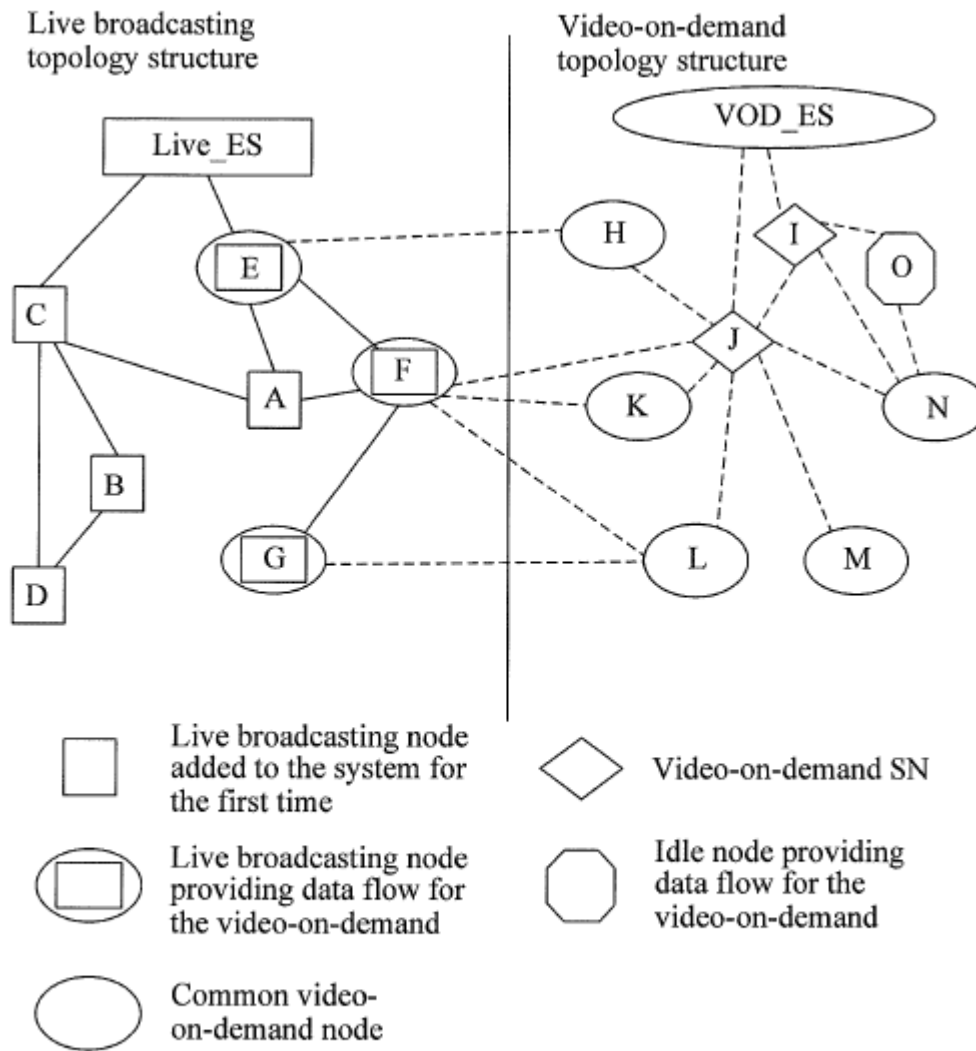 Live broadcasting
topology structure
Video-on-demand
topology structure
Live_ES
VOD_ES
E
H
I
O
C
J
F
A
K
N
B
G
L
M
D
Live broadcasting node
added to the system for
the first time
Video-on-demand SN
Live broadcasting node
providing data flow for
the video-on-demand
Idle node providing
data flow for the
video-on-demand
Common video-
on-demand node